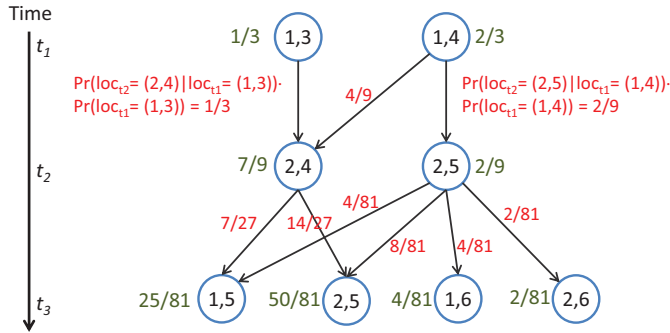 Time
t1 1/3 1,3 1,4 2/3
Pr(loct2= (2,4)|loct1= (1,3))·
Pr(loct1= (1,3)) = 1/3
4/9
Pr(loct2= (2,5)|loct1= (1,4))·
Pr(loct1= (1,4)) = 2/9
t2 7/9 2,4 2,5 2/9
7/27 14/27 4/81 8/81 4/81 2/81
t3 25/81 1,5 50/81 2,5 4/81 1,6 2/81 2,6